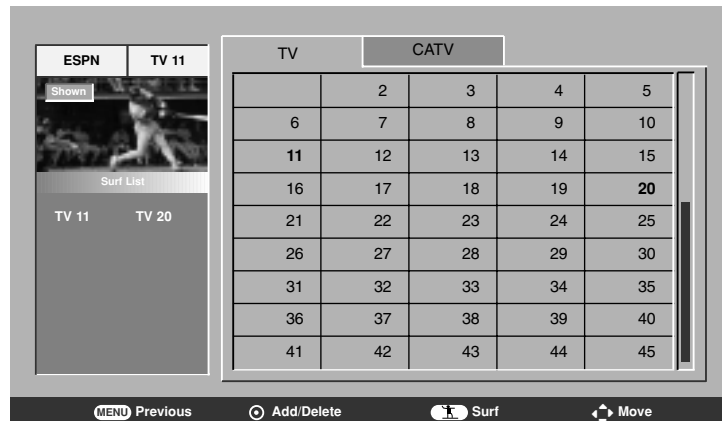 ESPN TV 11
Shown
Surf List
TV 11 TV 20
TV CATV
2 3 4 5
6 7 8 9 10
11 12 13 14 15
16 17 18 19 20
21 22 23 24 25
26 27 28 29 30
31 32 33 34 35
36 37 38 39 40
41 42 43 44 45
MENU Previous Add/Delete Surf Move